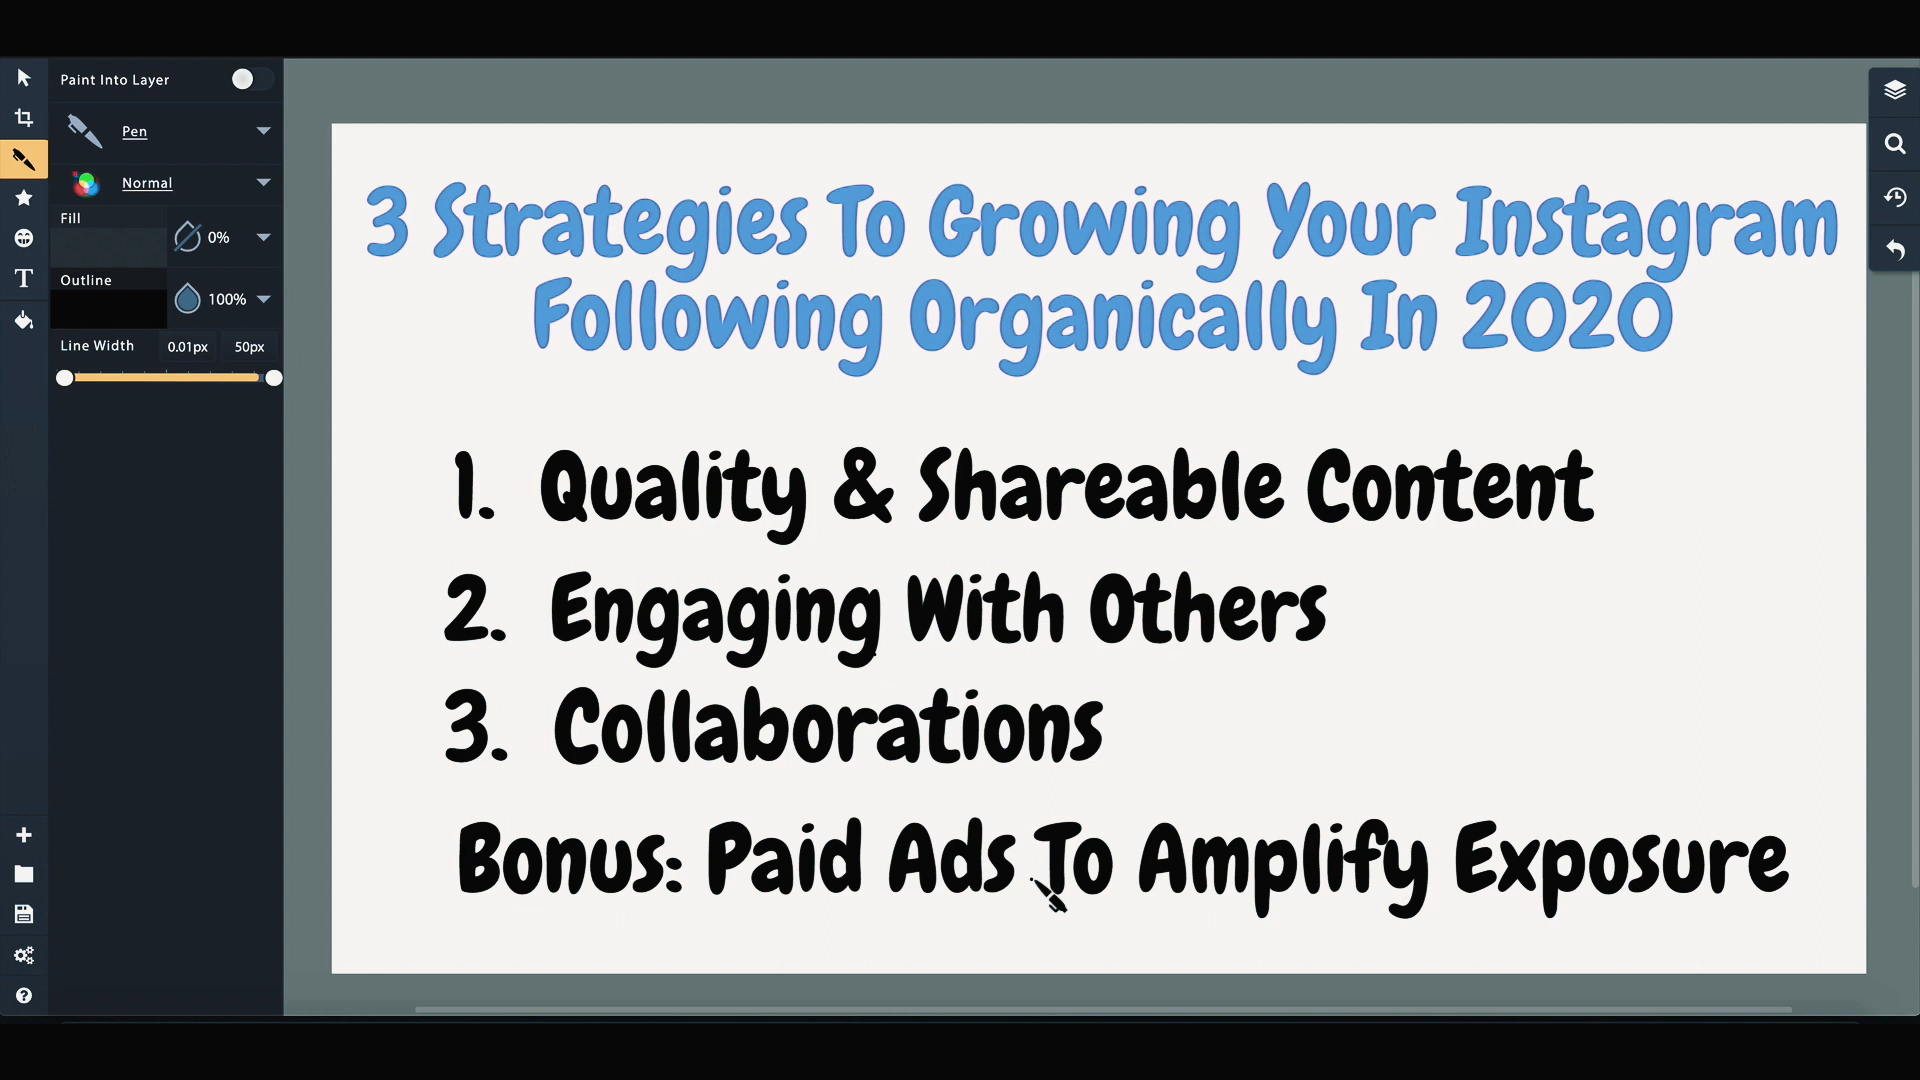 Paint Into Layer
Pen
Normal
Fill
0%
Outline
100%
Line Width 0.01px 50px
3 Strategies To Growing Your Instagram
Following Organically In 2020
1. Quality & Shareable Content
2. Engaging With Others
3. Collaborations
Bonus: Paid Ads To Amplify Exposure